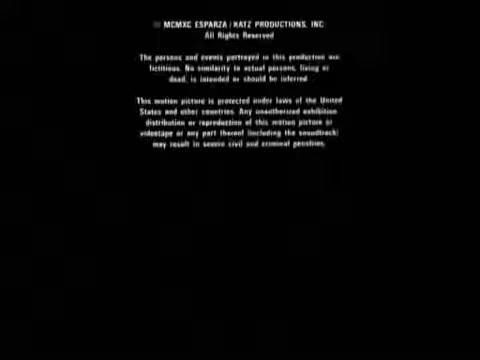 © MCMXC ESPARZA / KATZ PRODUCTIONS, INC
All Rights Reserved
The persons and events portrayed in this production are
fictitious. No similarity to actual persons, living or
dead, is intended or should be inferred
This motion picture is protected under laws of the United
States and other countries. Any unauthorized exhibition
distribution or reproduction of this motion picture or
videotape or any part thereof (including the soundtrack)
may result in severe civil and criminal penalties.